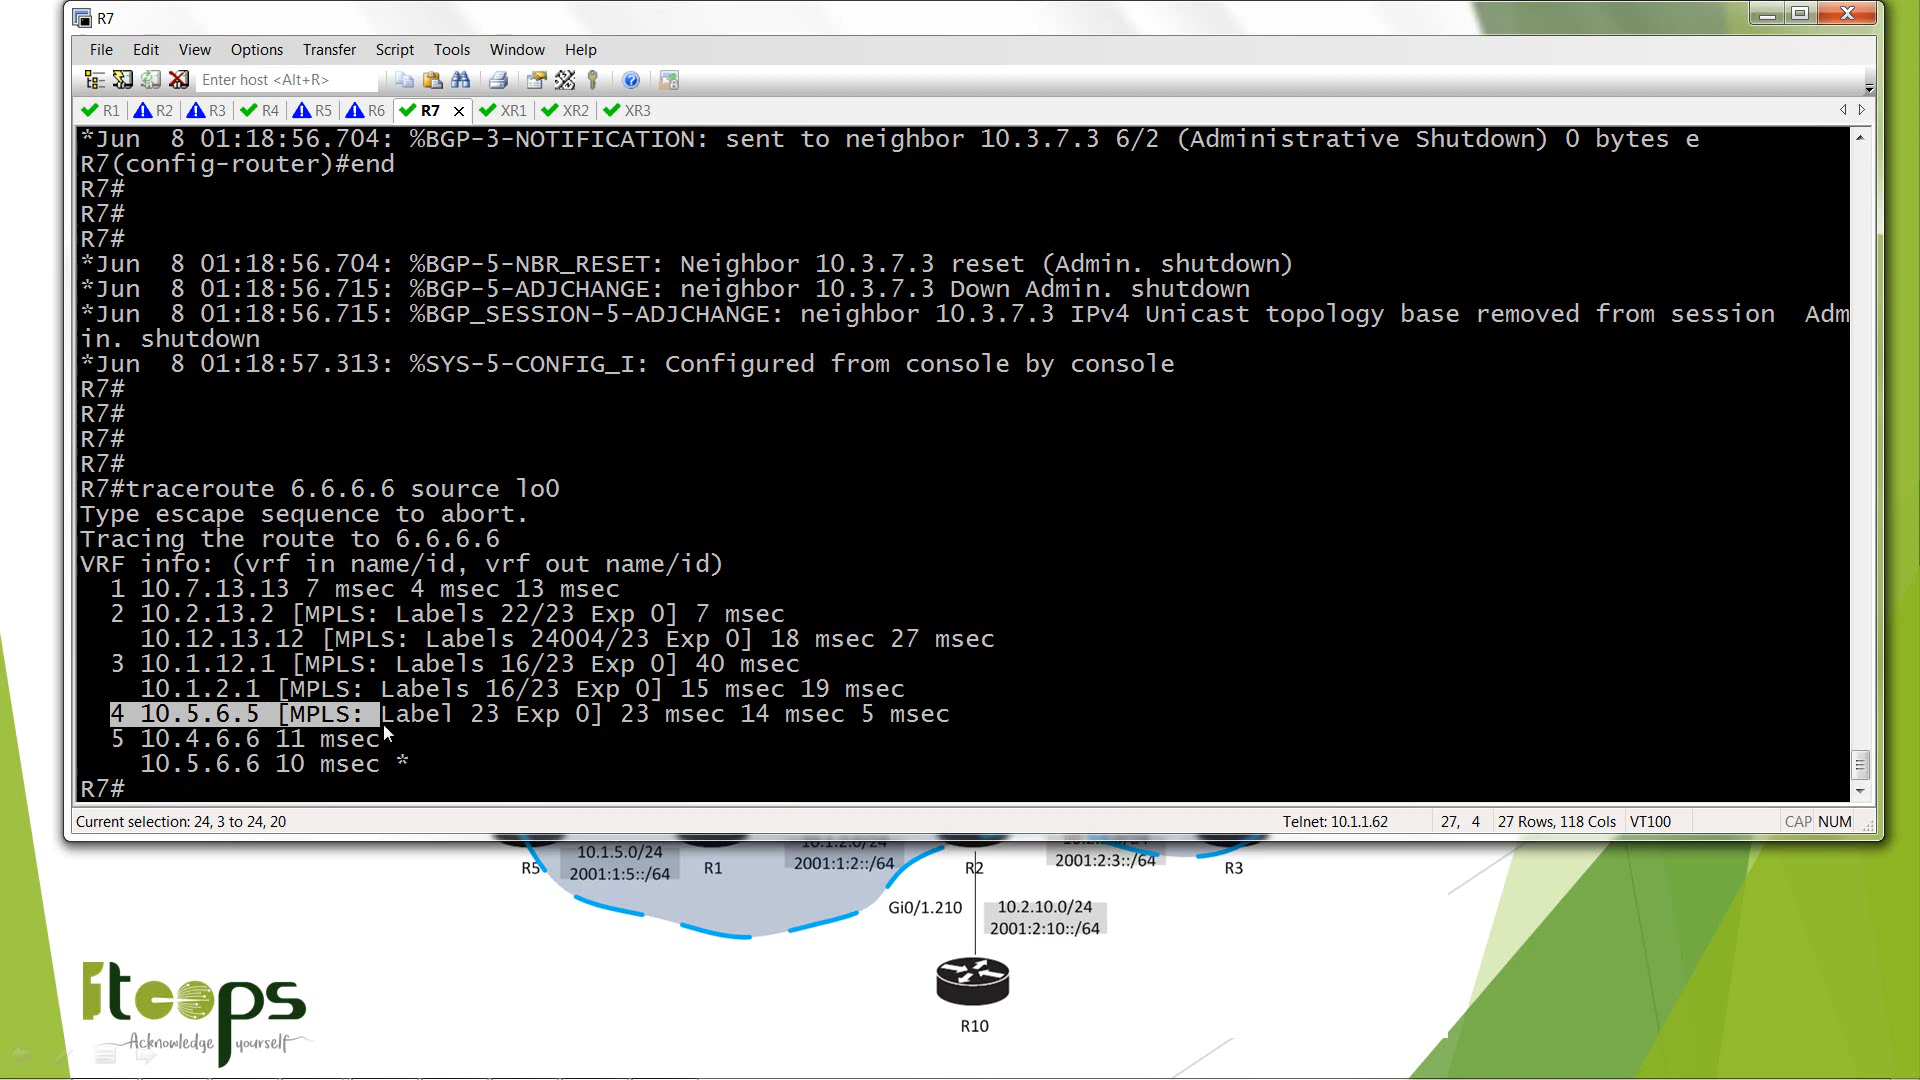 R7
File Edit View Options Transfer Script Tools Window Help
Enter host <Alt+R>
R1 R2 R3 R4 R5 R6 R7 XR1 XR2 XR3
*Jun  8 01:18:56.704: %BGP-3-NOTIFICATION: sent to neighbor 10.3.7.3 6/2 (Administrative Shutdown) 0 bytes e
R7(config-router)#end
R7#
R7#
R7#
*Jun  8 01:18:56.704: %BGP-5-NBR_RESET: Neighbor 10.3.7.3 reset (Admin. shutdown)
*Jun  8 01:18:56.715: %BGP-5-ADJCHANGE: neighbor 10.3.7.3 Down Admin. shutdown
*Jun  8 01:18:56.715: %BGP_SESSION-5-ADJCHANGE: neighbor 10.3.7.3 IPv4 Unicast topology base removed from session  Adm
in. shutdown
*Jun  8 01:18:57.313: %SYS-5-CONFIG_I: Configured from console by console
R7#
R7#
R7#
R7#
R7#traceroute 6.6.6.6 source lo0
Type escape sequence to abort.
Tracing the route to 6.6.6.6
VRF info: (vrf in name/id, vrf out name/id)
1 10.7.13.13 7 msec 4 msec 13 msec
2 10.2.13.2 [MPLS: Labels 22/23 Exp 0] 7 msec
10.12.13.12 [MPLS: Labels 24004/23 Exp 0] 18 msec 27 msec
3 10.1.12.1 [MPLS: Labels 16/23 Exp 0] 40 msec
10.1.2.1 [MPLS: Labels 16/23 Exp 0] 15 msec 19 msec
4 10.5.6.5 [MPLS: Label 23 Exp 0] 23 msec 14 msec 5 msec
5 10.4.6.6 11 msec
10.5.6.6 10 msec *
R7#
Current selection: 24, 3 to 24, 20 Telnet: 10.1.1.62 27, 4 27 Rows, 118 Cols VT100 CAP NUM
10.1.5.0/24 10.1.2.0/24
2001:1:5::/64 2001:1:2::/64 2001:2:3::/64
R5 R1 R2 R3
Gi0/1.210 10.2.10.0/24
2001:2:10::/64
R10
itoops
Acknowledge yourself